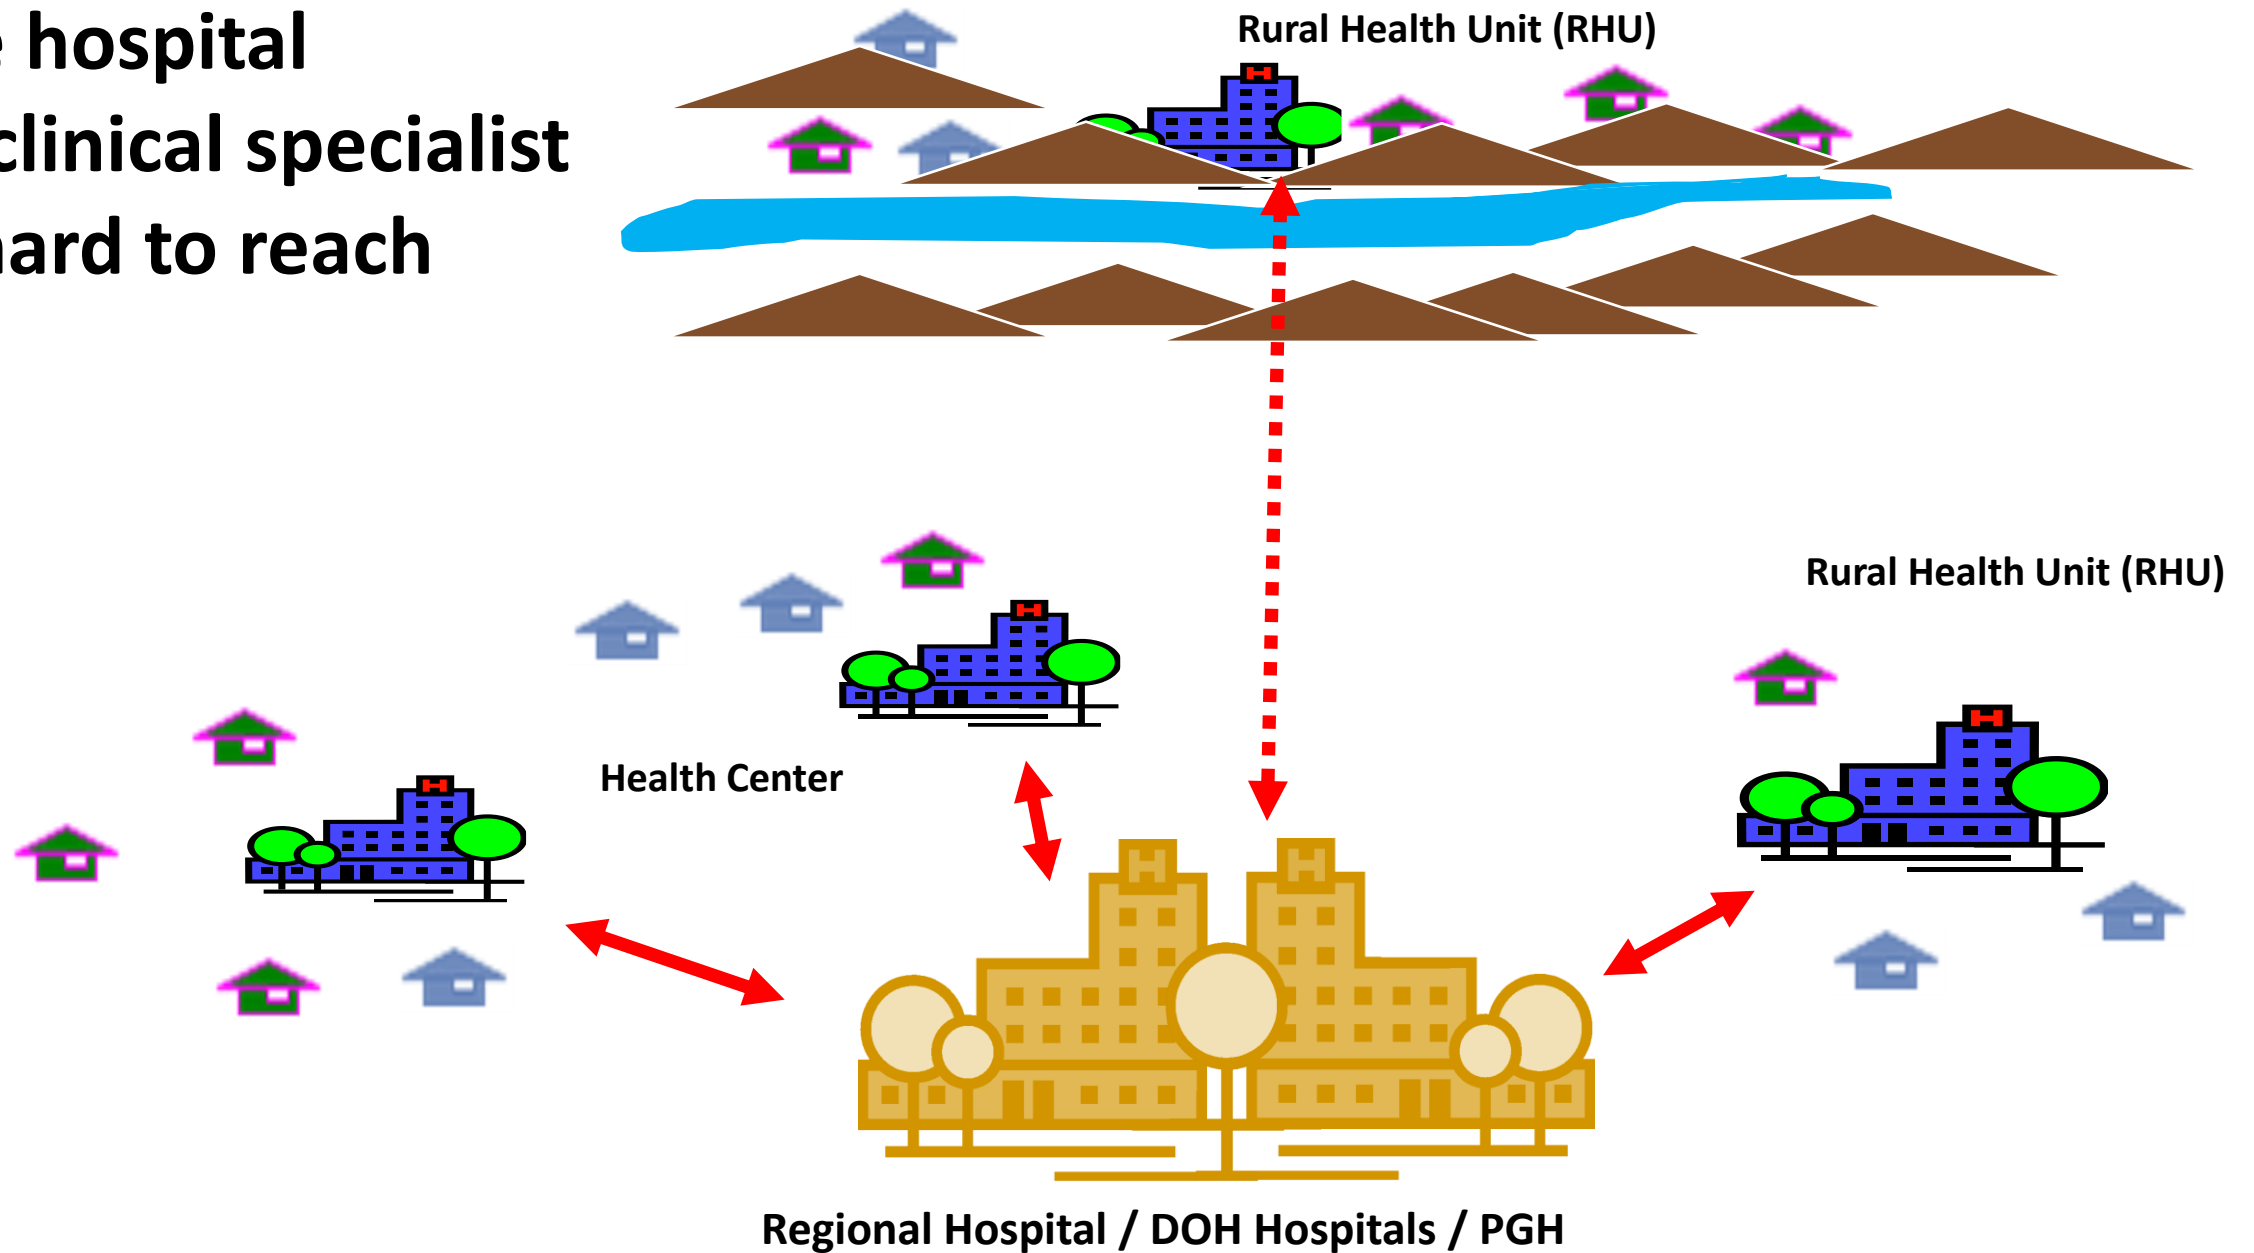 hospital
clinical specialist
to reach
Rural Health Unit (RHU)
Rural Health Unit (RHU)
Health Center
H
H
H
H
H
H
Regional Hospital / DOH Hospitals / PGH